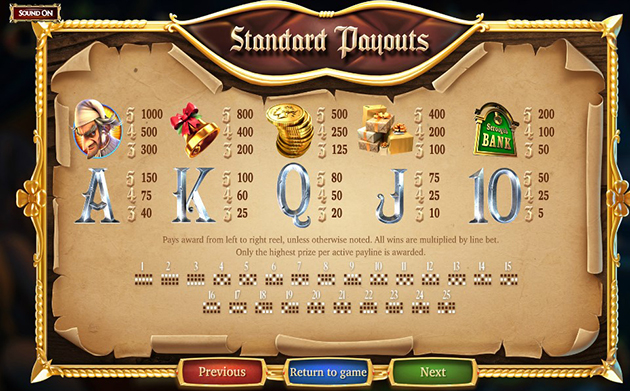 SOUND ON
Standard Payouts
5 1000 5 800 5 500 5 400 5 200
4 500 4 400 4 250 4 200 4 100
3 300 3 200 3 125 3 100 3 50
BANK
A K Q J 10
5 150 5 100 5 80 5 75 5 50
4 75 4 60 4 50 4 25 4 25
3 40 3 25 3 20 3 10 3 5
Pays award from left to right reel, unless otherwise noted. All wins are multiplied by line bet.
Only the highest prize per active payline is awarded.
1 2 3 4 5 6 7 8 9 10 11 12 13 14 15
16 17 18 19 20 21 22 23 24 25
Previous Return to game Next